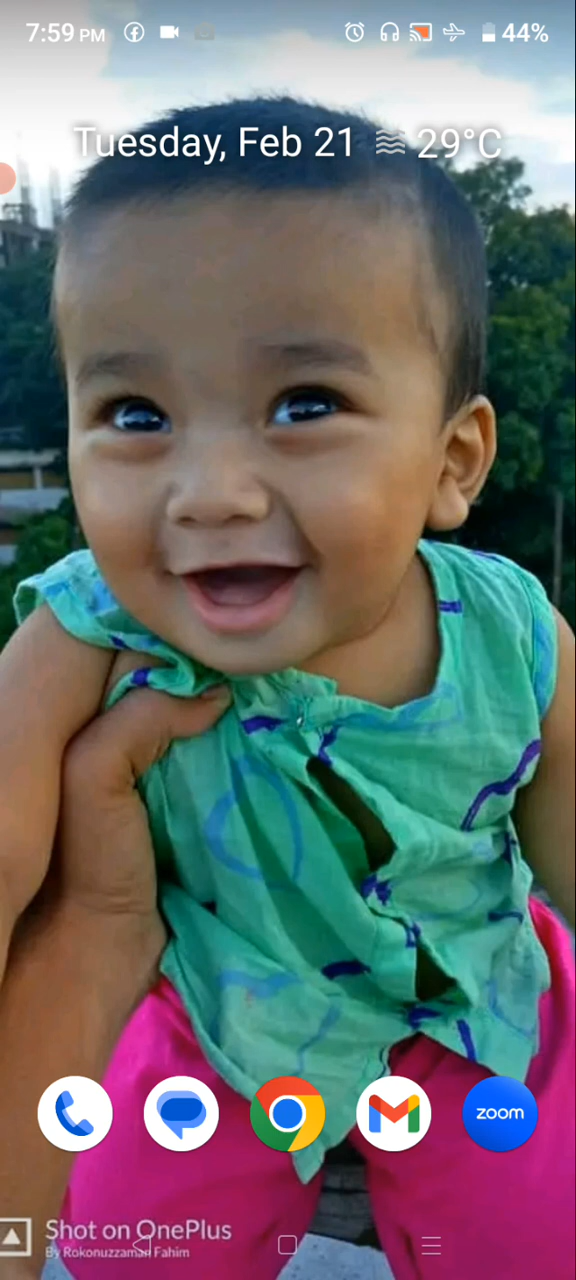 7:59 PM 44%
Tuesday, Feb 21 29°C
zoom
Shot on OnePlus
By Rokonuzzaman Fahim